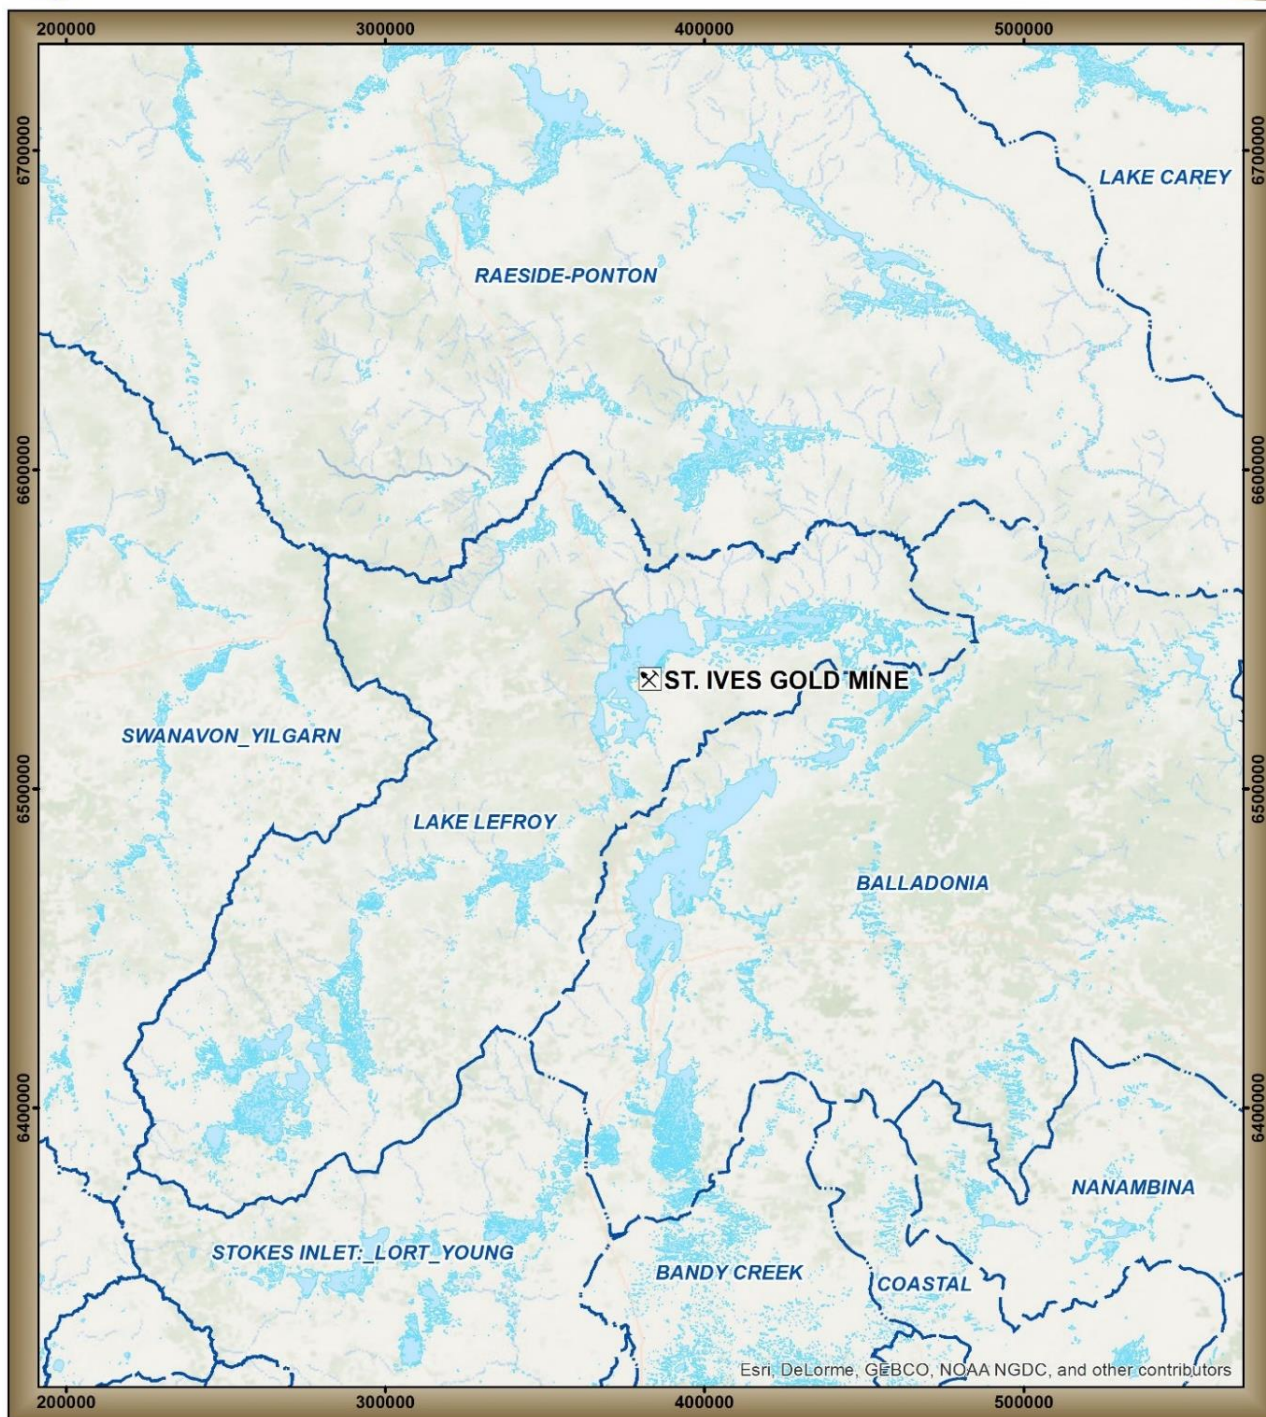 200000 300000 400000 500000
6700000 6700000
LAKE CAREY
RAESIDE-PONTON
6600000 6600000
ST. IVES GOLD MINE
SWANAVON_YILGARN
6500000 6500000
LAKE LEFROY
BALLADONIA
6400000 6400000
NANAMBINA
STOKES INLET:_LORT_YOUNG
BANDY CREEK
COASTAL
Esri, DeLorme, GEBCO, NOAA NGDC, and other contributors
200000 300000 400000 500000